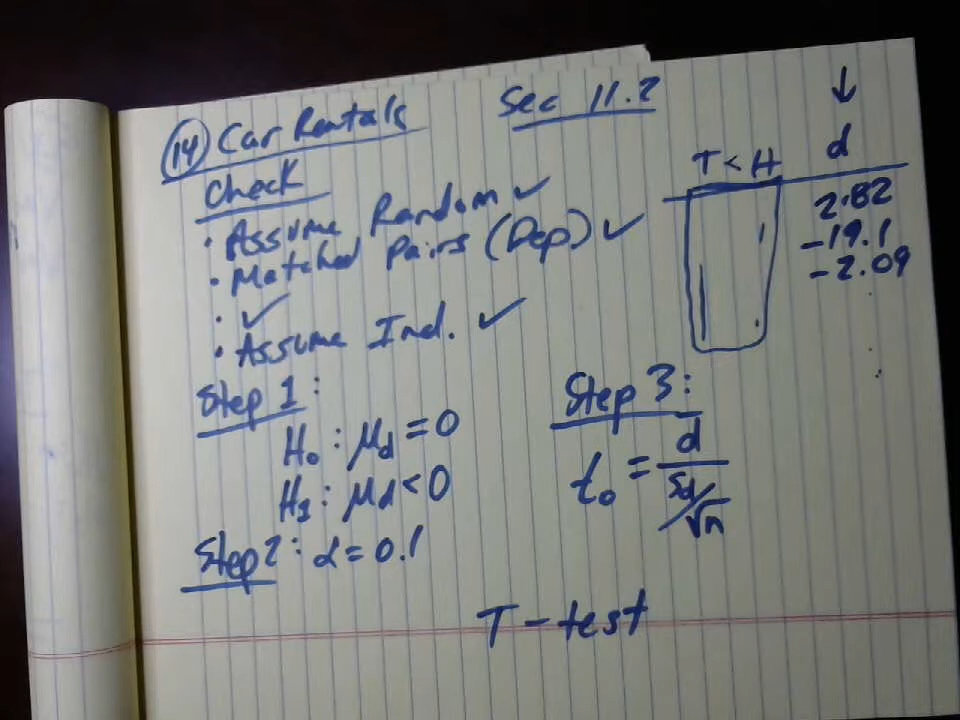 14 Car Rentals
Sec 11.2
Check
• Assume Random ✓
• Matched Pairs (Dep) ✓
• ✓
• Assume Ind. ✓
↓
T < H d
2.82
-19.1
-2.09
Step 1:
H₀: μd = 0
H₁: μd < 0
Step 2: α = 0.1
Step 3:
t₀ = d / (Sd/√n)
T-test